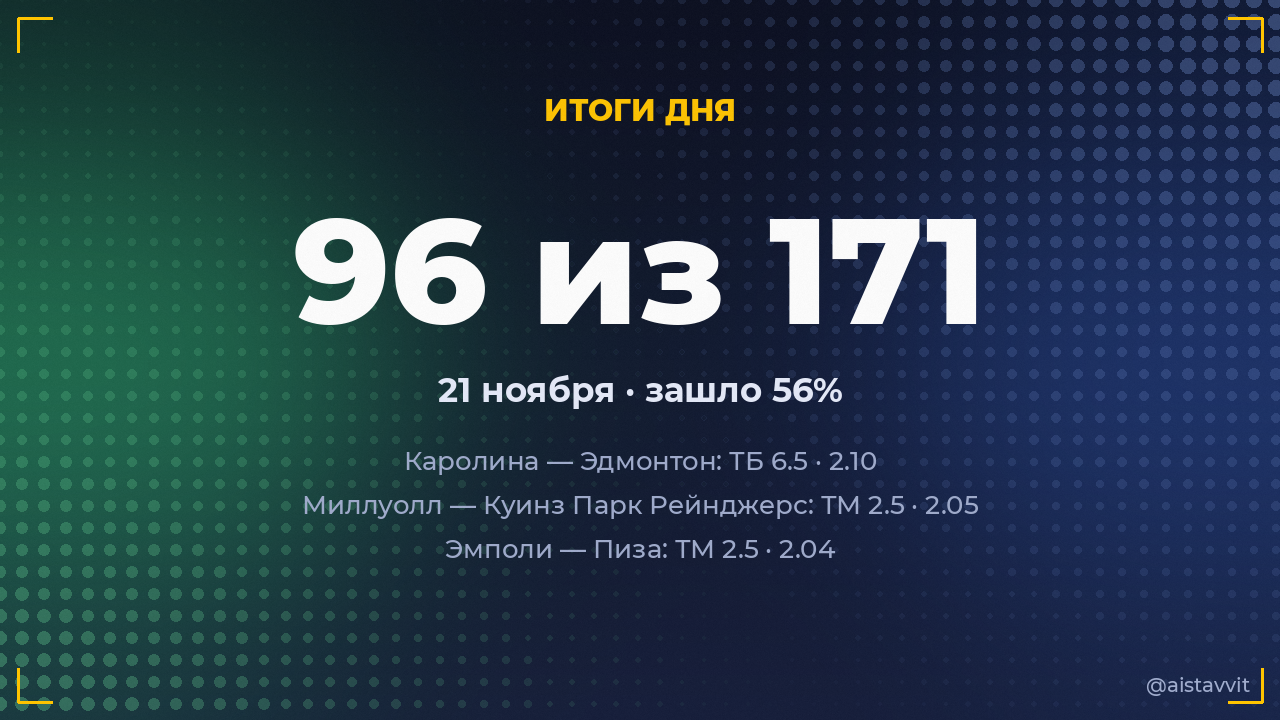 ИТОГИ ДНЯ
96 из 171
21 ноября · зашло 56%
Каролина — Эдмонтон: ТБ 6.5 · 2.10
Миллуолл — Куинз Парк Рейнджерс: ТМ 2.5 · 2.05
Эмполи — Пиза: ТМ 2.5 · 2.04
@aistavvit